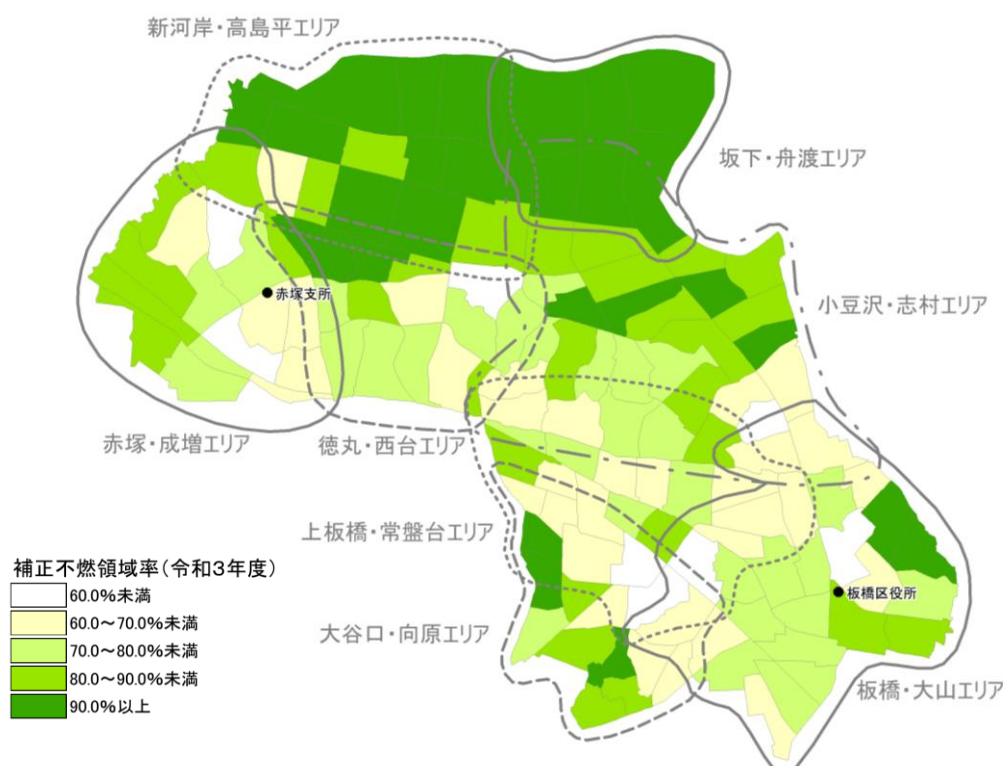 新河岸・高島平エリア
坂下・舟渡エリア
赤塚支所
小豆沢・志村エリア
赤塚・成増エリア
徳丸・西台エリア
上板橋・常盤台エリア
補正不燃領域率(令和3年度)
60.0%未満
60.0～70.0%未満
70.0～80.0%未満
80.0～90.0%未満
90.0%以上
板橋区役所
大谷口・向原エリア
板橋・大山エリア